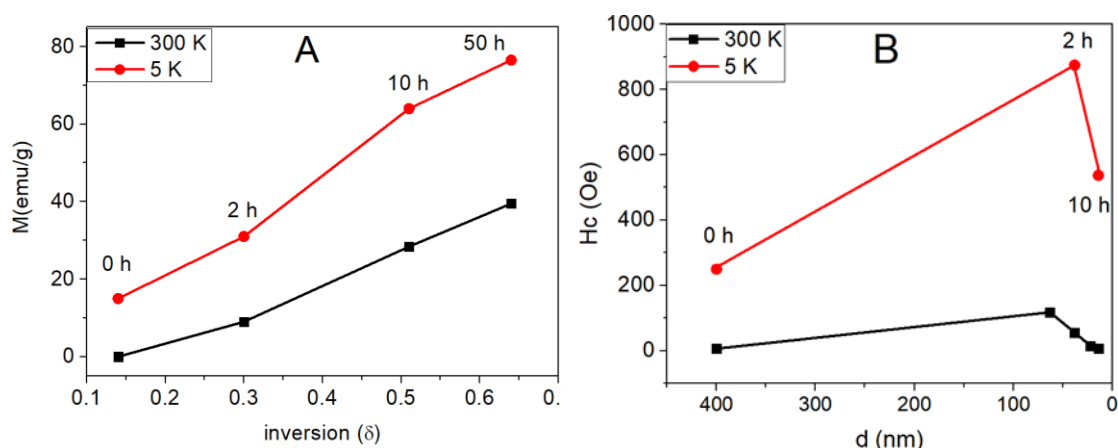 A
300 K
5 K
0 h
2 h
10 h
50 h
M(emu/g)
80
60
40
20
0
0.1
0.2
0.3
0.4
0.5
0.6
0.
inversion (δ)
B
300 K
5 K
0 h
2 h
10 h
Hc (Oe)
1000
800
600
400
200
0
400
300
200
100
0
d (nm)